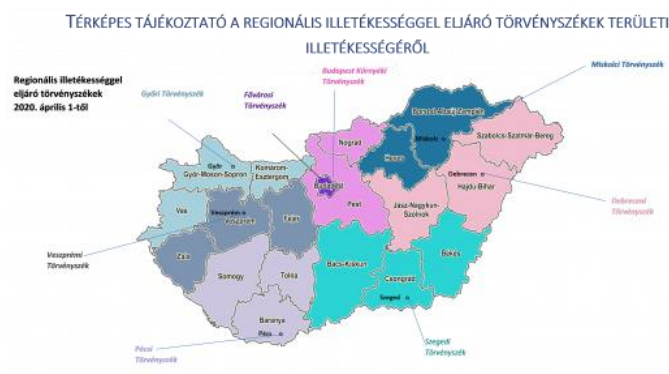 TÉRKÉPES TÁJÉKOZTATÓ A REGIONÁLIS ILLETÉKESSÉGGEL ELJÁRÓ TÖRVÉNYSZÉKEK TERÜLETI
ILLETÉKESSÉGÉRŐL
Regionális illetékességgel
eljáró törvényszékek
2020. április 1-től
Győri Törvényszék
Fővárosi
Törvényszék
Budapest Környéki
Törvényszék
Miskolci Törvényszék
Borsod-Abaúj-Zemplén
Szabolcs-Szatmár-Bereg
Miskolc
Nógrád
Heves
Győr
Győr-Moson-Sopron
Komárom-
Esztergom
Budapest
Debrecen
Hajdu-Bihar
Pest
Jász-Nagykun-
Szolnok
Vas
Veszprém
Veszprém
Fejér
Debreceni
Törvényszék
Veszprémi
Törvényszék
Zala
Somogy
Tolna
Bács-Kiskun
Békés
Csongrád
Szeged
Baranya
Pécs
Pécsi
Törvényszék
Szegedi
Törvényszék